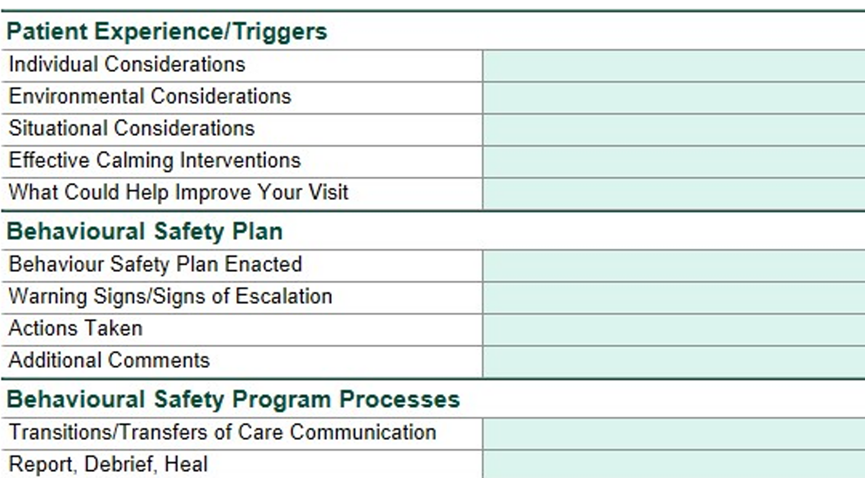 Patient Experience/Triggers
Individual Considerations
Environmental Considerations
Situational Considerations
Effective Calming Interventions
What Could Help Improve Your Visit
Behavioural Safety Plan
Behaviour Safety Plan Enacted
Warning Signs/Signs of Escalation
Actions Taken
Additional Comments
Behavioural Safety Program Processes
Transitions/Transfers of Care Communication
Report, Debrief, Heal